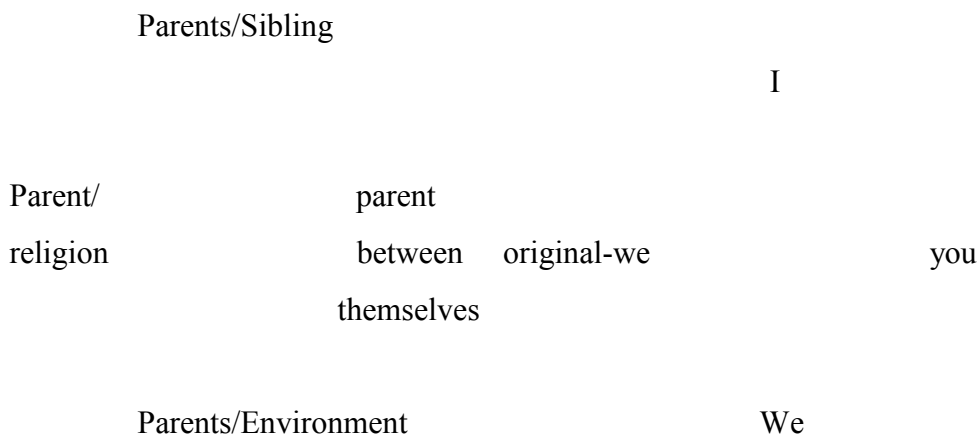 Parents/Sibling
I
Parent/ parent
religion between original-we you
themselves
Parents/Environment We